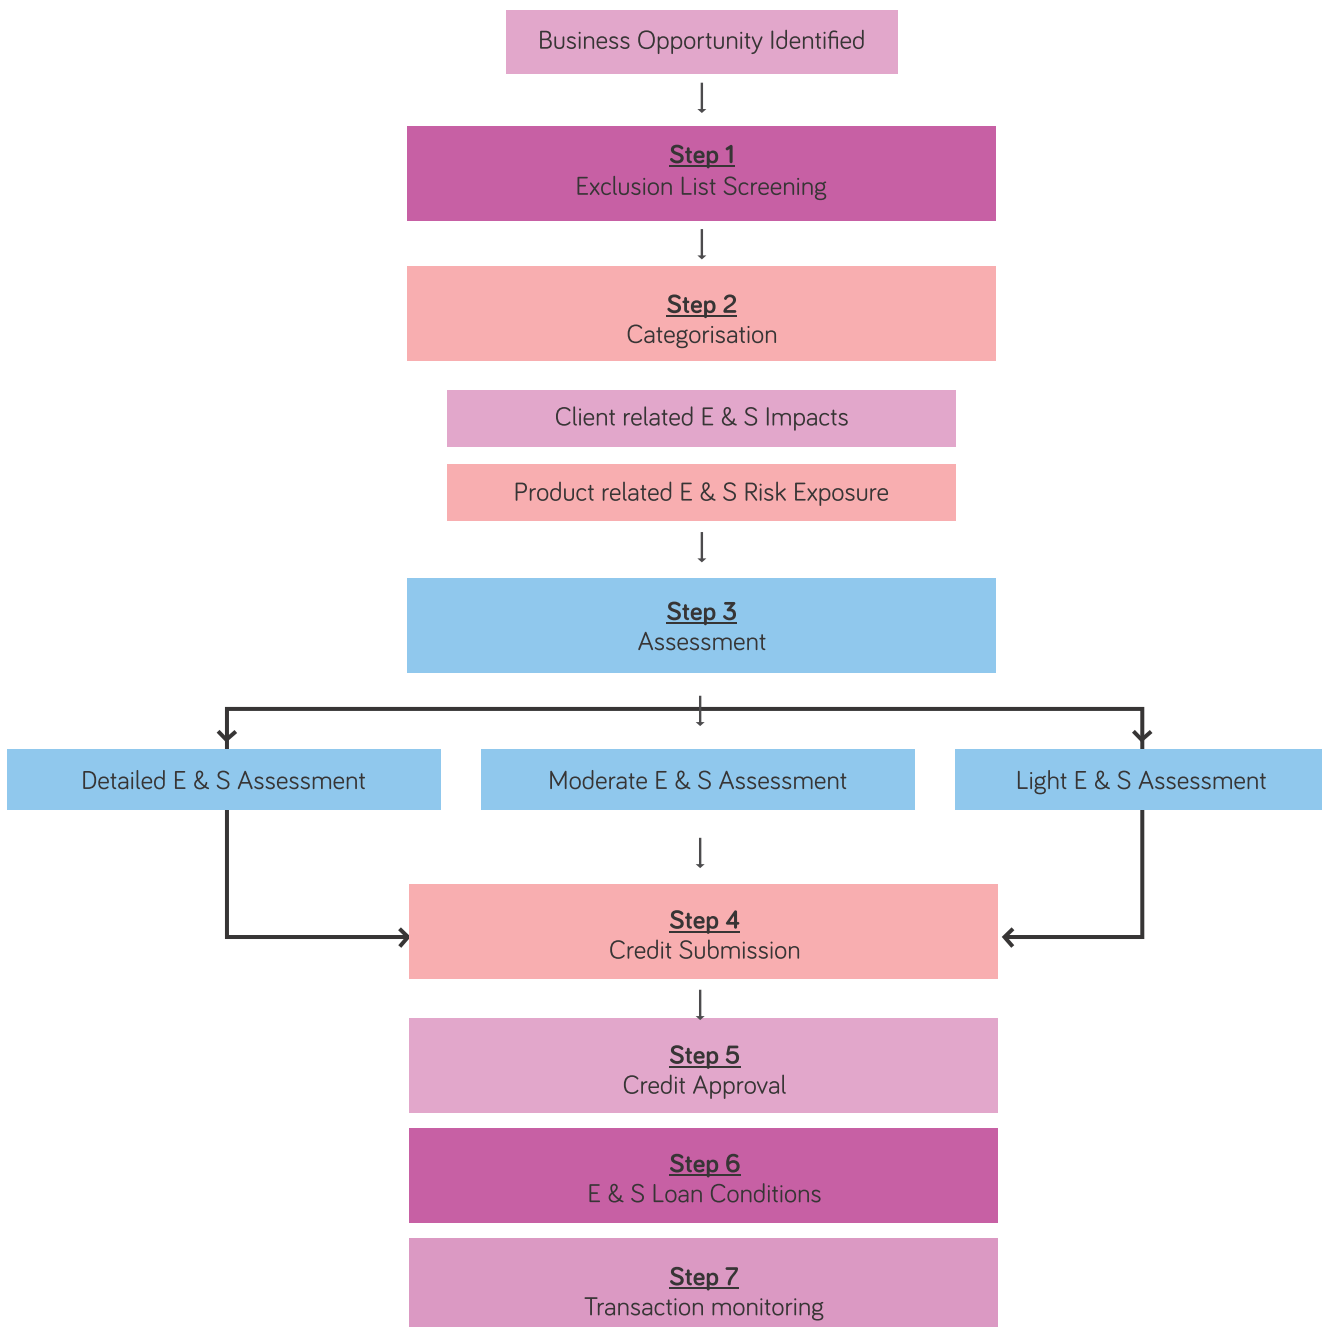 Business Opportunity Identified
Step 1
Exclusion List Screening
Step 2
Categorisation
Client related E & S Impacts
Product related E & S Risk Exposure
Step 3
Assessment
Detailed E & S Assessment
Moderate E & S Assessment
Light E & S Assessment
Step 4
Credit Submission
Step 5
Credit Approval
Step 6
E & S Loan Conditions
Step 7
Transaction monitoring